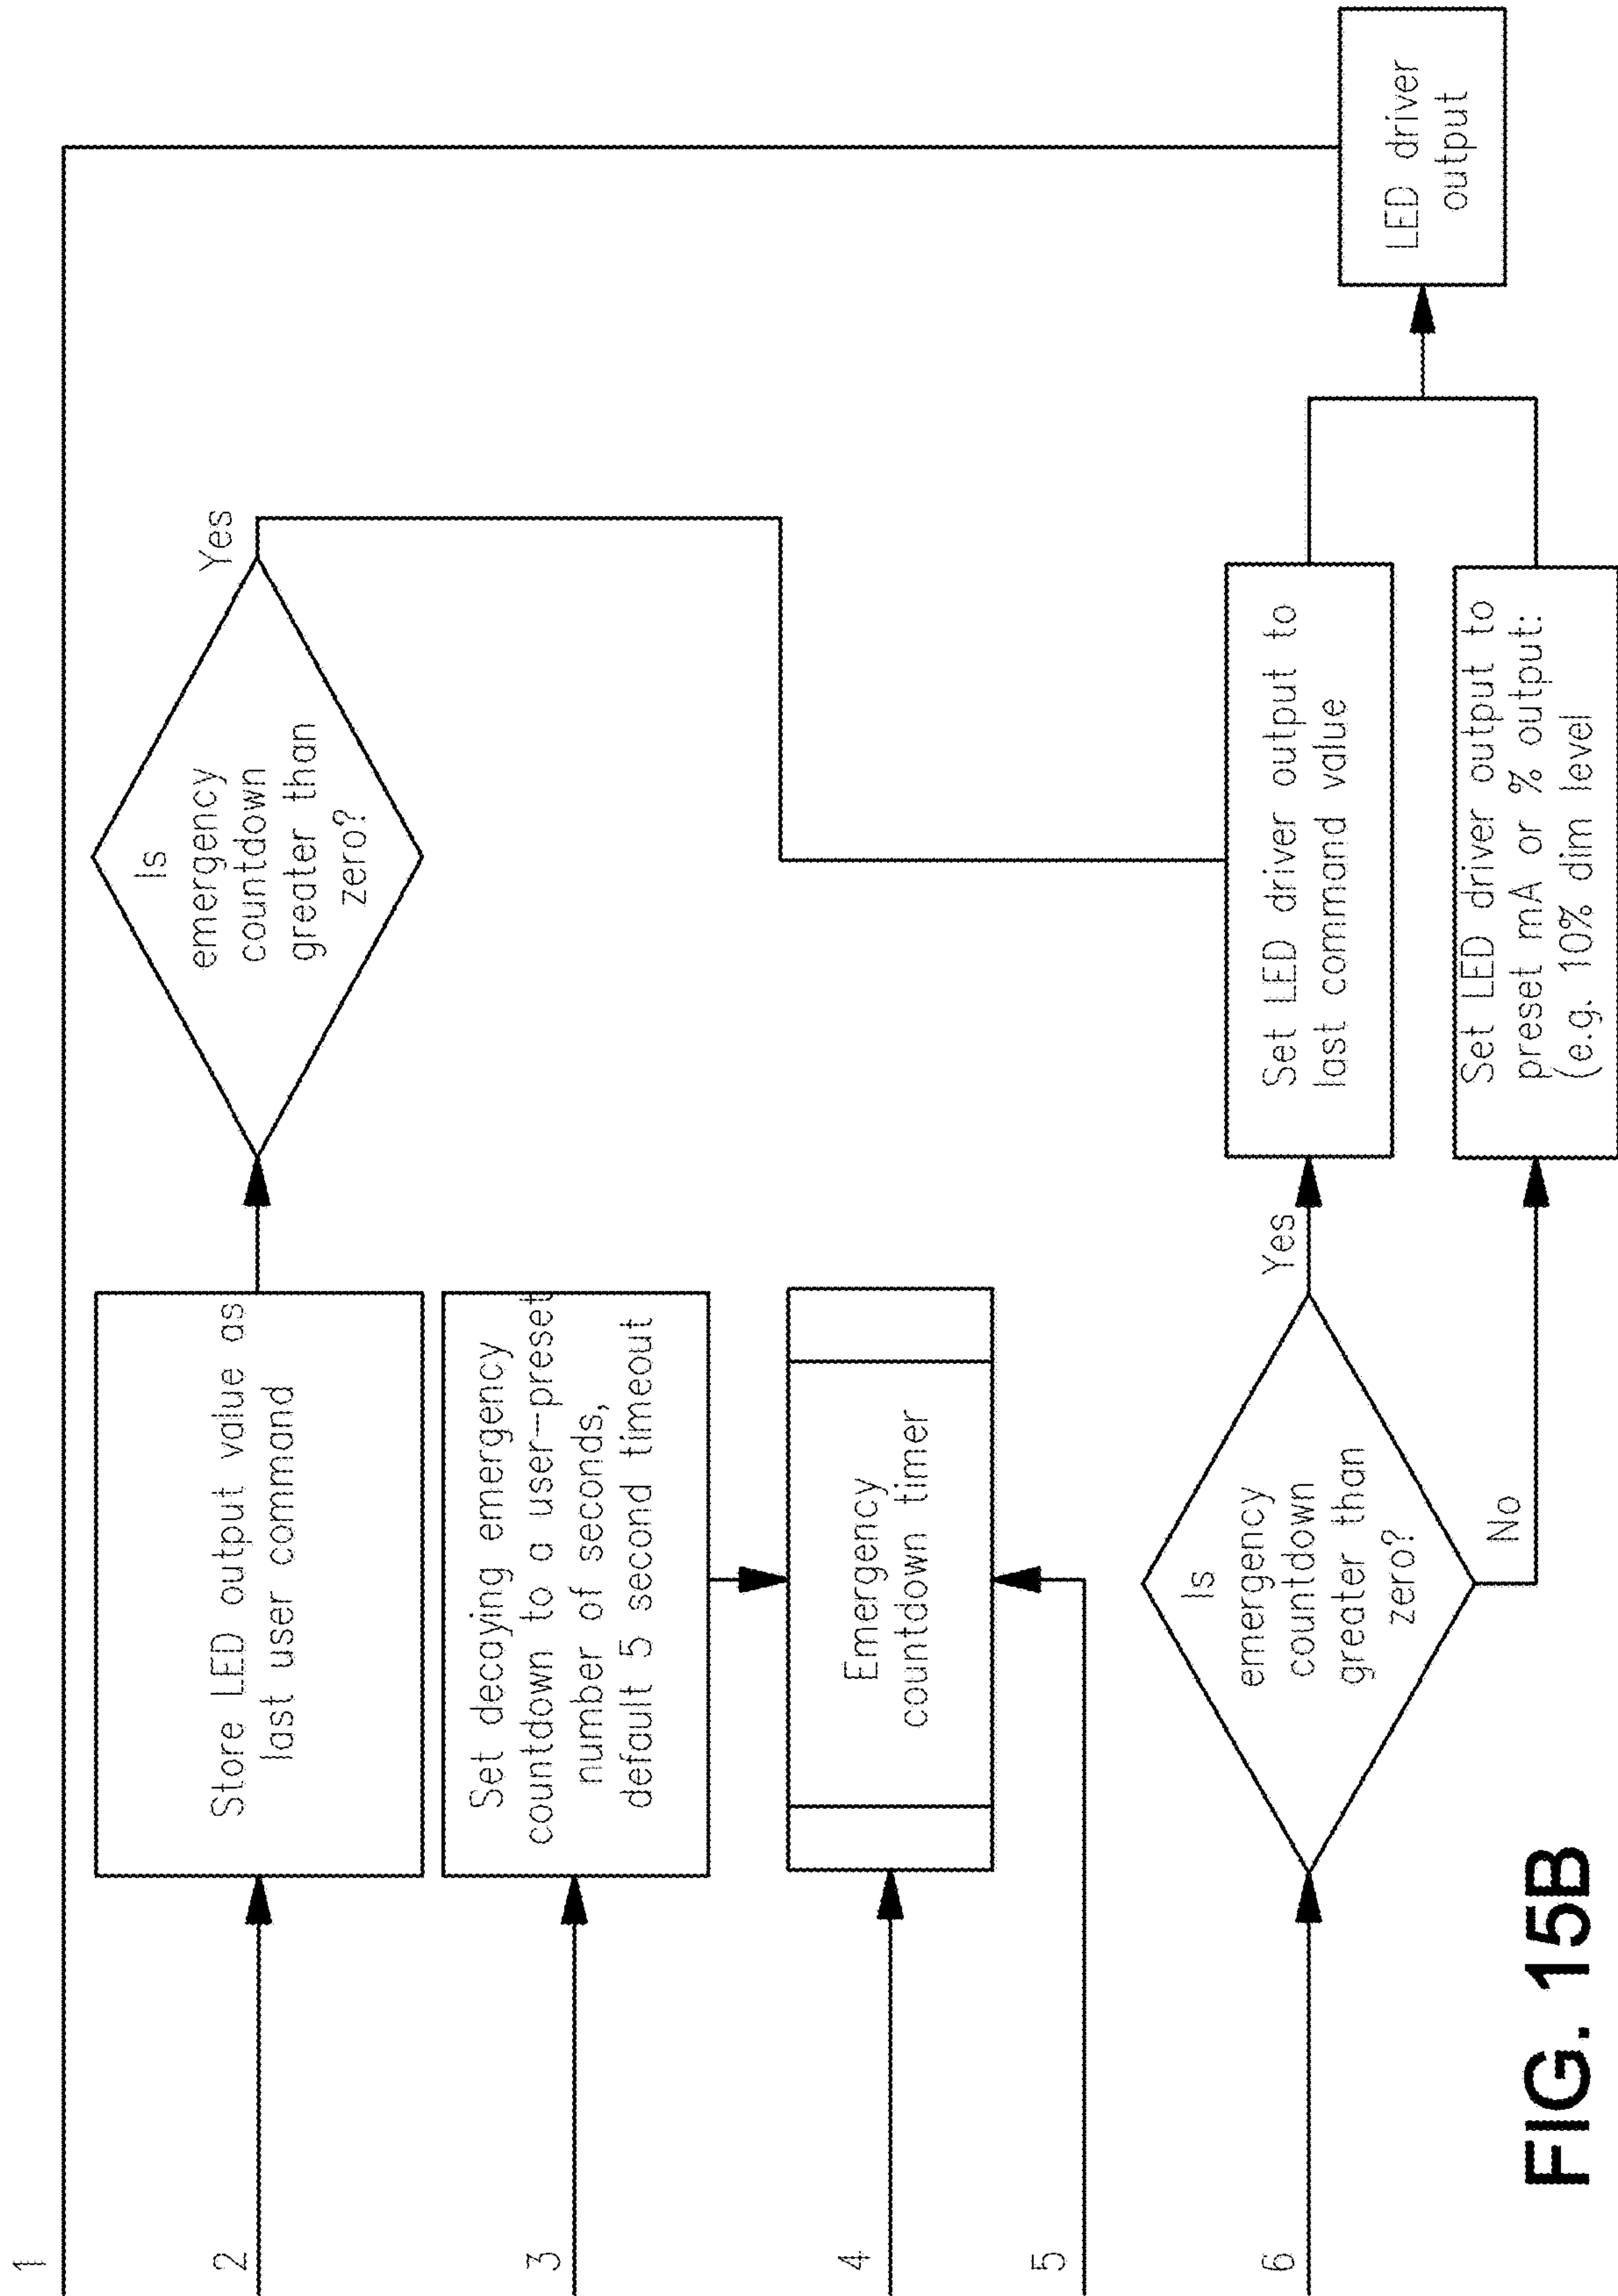 1
2
Store LED output value as
last user command
Is
emergency
countdown
greater than
zero?
Yes
3
Set decaying emergency
countdown to a user-preset
number of seconds,
default 5 second timeout
4
Emergency
countdown timer
5
6
Is
emergency
countdown
greater than
zero?
Yes
No
Set LED driver output to
last command value
Set LED driver output to
preset mA or % output:
(e.g. 10% dim level
LED driver
output
FIG. 15B